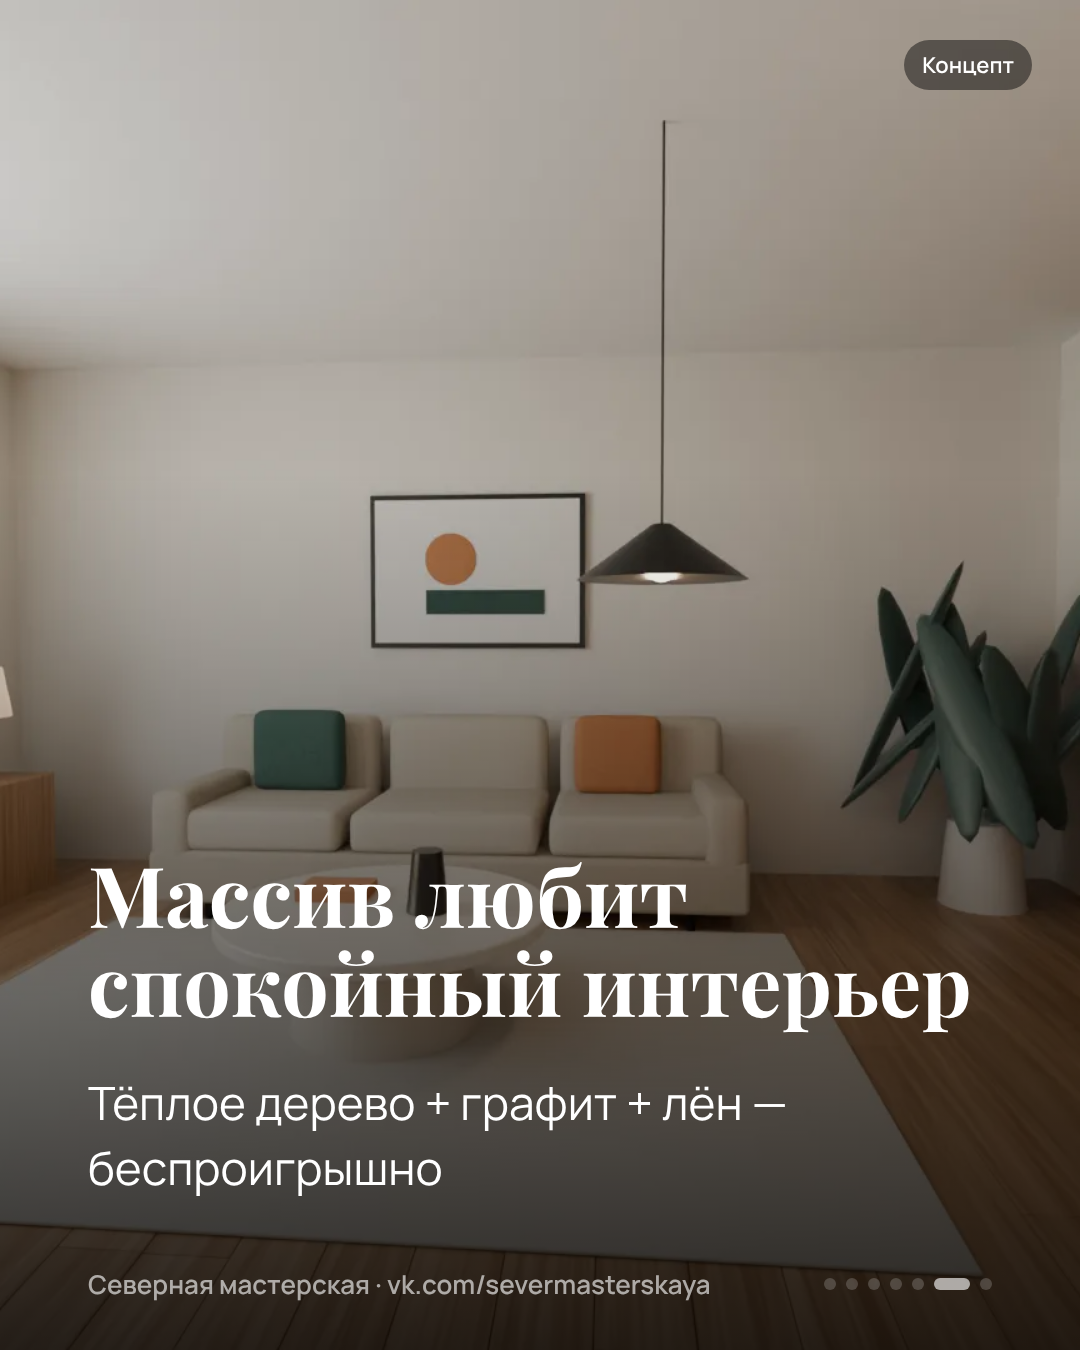 Концепт
Массив любит
спокойный интерьер
Тёплое дерево + графит + лён —
беспроигрышно
Северная мастерская · vk.com/severmasterskaya